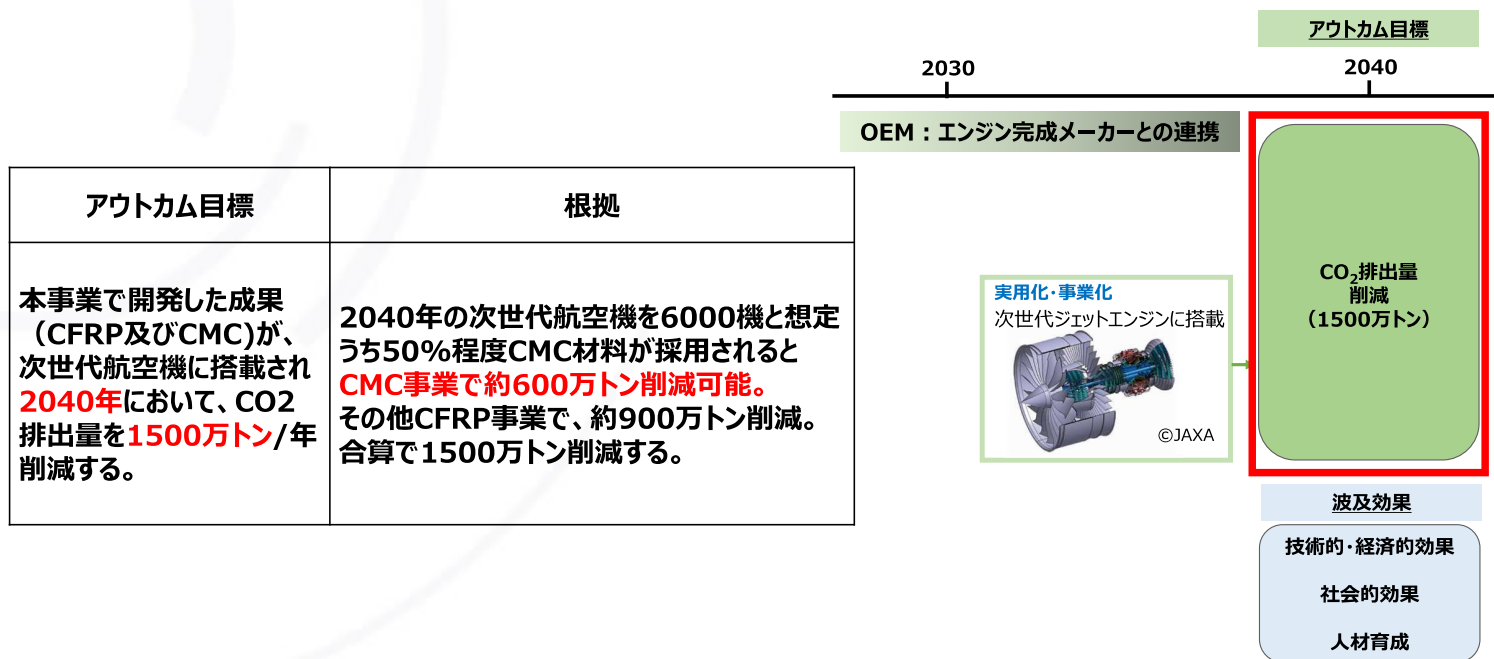 アウトカム目標
2030
2040
OEM：エンジン完成メーカーとの連携
アウトカム目標
根拠
本事業で開発した成果
（CFRP及びCMC)が、
次世代航空機に搭載され
2040年において、CO2
排出量を1500万トン/年
削減する。
2040年の次世代航空機を6000機と想定
うち50%程度CMC材料が採用されると
CMC事業で約600万トン削減可能。
その他CFRP事業で、約900万トン削減。
合算で1500万トン削減する。
実用化･事業化
次世代ジェットエンジンに搭載
©JAXA
CO₂排出量
削減
（1500万トン）
波及効果
技術的･経済的効果
社会的効果
人材育成